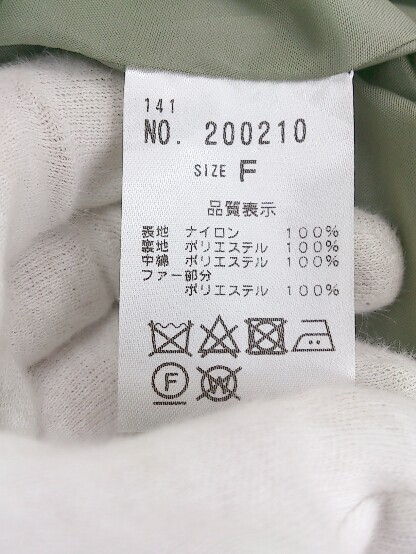 141
NO. 200210
SIZE F
品質表示
表地 ナイロン 100%
裏地 ポリエステル 100%
中綿 ポリエステル 100%
ファー部分
ポリエステル 100%
F W